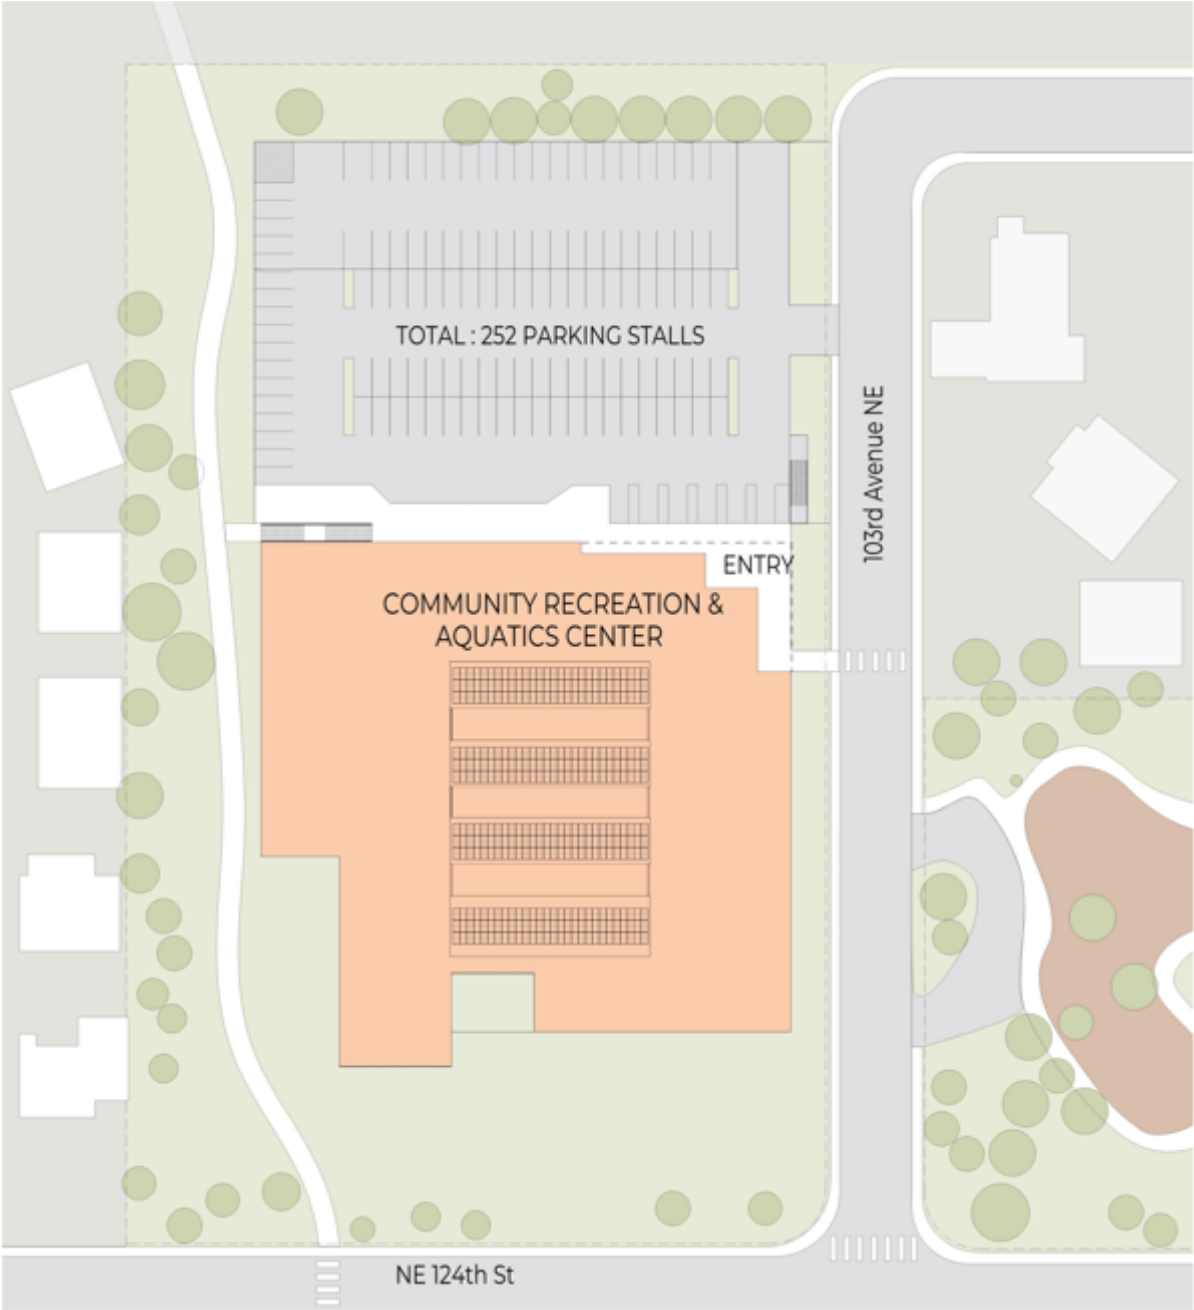 TOTAL : 252 PARKING STALLS
103rd Avenue NE
ENTRY
COMMUNITY RECREATION &
AQUATICS CENTER
NE 124th St